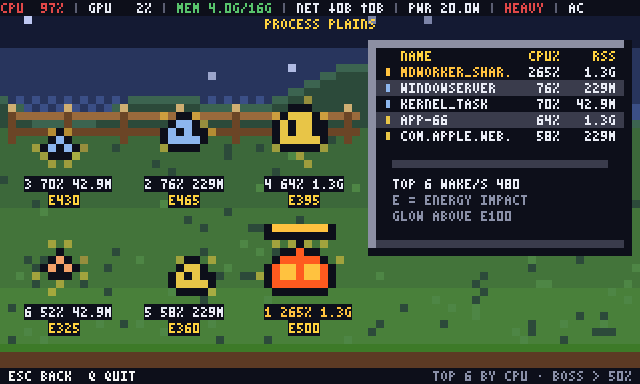 CPU 97% | GPU 2% | MEM 4.0G/16G | NET ↓0B ↑0B | PWR 20.0W | HEAVY | AC
PROCESS PLAINS
NAME CPU% RSS
MDWORKER_SHAR. 265% 1.3G
WINDOWSERVER 76% 229M
KERNEL_TASK 70% 42.9M
APP-66 64% 1.3G
COM.APPLE.WEB. 58% 229M
TOP 6 WAKE/S 480
E = ENERGY IMPACT
GLOW ABOVE E100
3 70% 42.9M
E430
2 76% 229M
E465
4 64% 1.3G
E395
6 52% 42.9M
E325
5 58% 229M
E360
1 265% 1.3G
E500
ESC BACK Q QUIT
TOP 6 BY CPU · BOSS > 50%